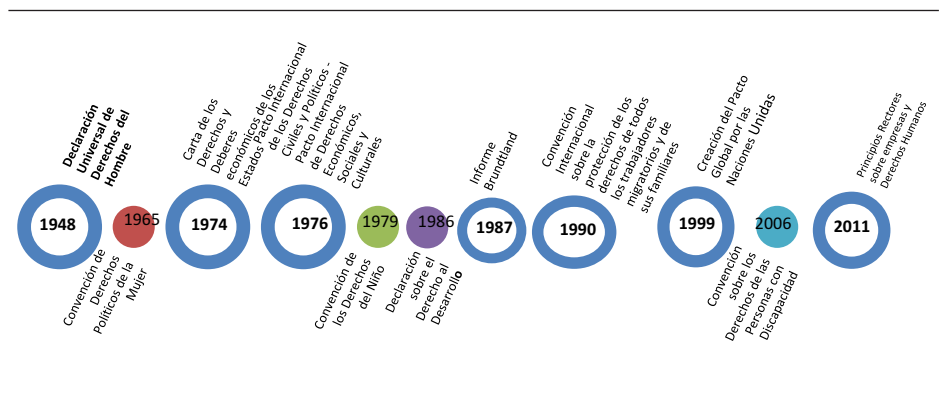 Declaración
Universal de
Derechos del
Hombre
1948
Convención de
Derechos
Políticos de la
Mujer
1965
Carta de los
Derechos y
Deberes
económicos de los
Estados Pacto Internacional
1974
de los Derechos
Civiles y Políticos -
Pacto Internacional
de Derechos
Económicos,
Sociales y
Culturales
1976
Convención de
los Derechos
del Niño
1979
Declaración
sobre el
Derecho al
Desarrollo
1986
Informe
Brundtland
1987
Convención
Internacional
sobre la
protección de los
derechos de todos
los trabajadores
migratorios y de
sus familiares
1990
Creación del Pacto
Global por las
Naciones Unidas
1999
Convención
sobre los
Derechos de las
Personas con
Discapacidad
2006
Principios Rectores
sobre empresas y
Derechos Humanos
2011